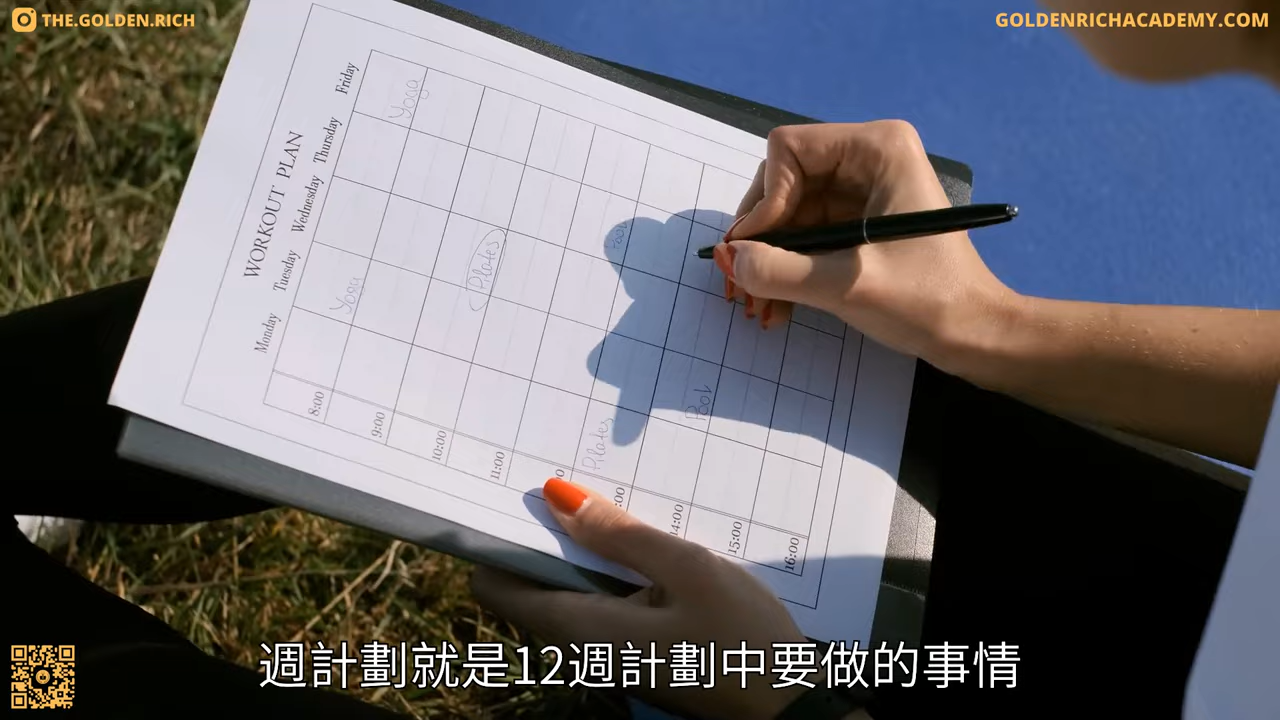 THE.GOLDEN.RICH
GOLDENRICHACADEMY.COM
WORKOUT PLAN
Monday Tuesday Wednesday Thursday Friday
8:00 Yoga Yoga
9:00
10:00 Pilates
11:00
Pilates Pool
14:00 Pool
15:00
16:00
週計劃就是12週計劃中要做的事情